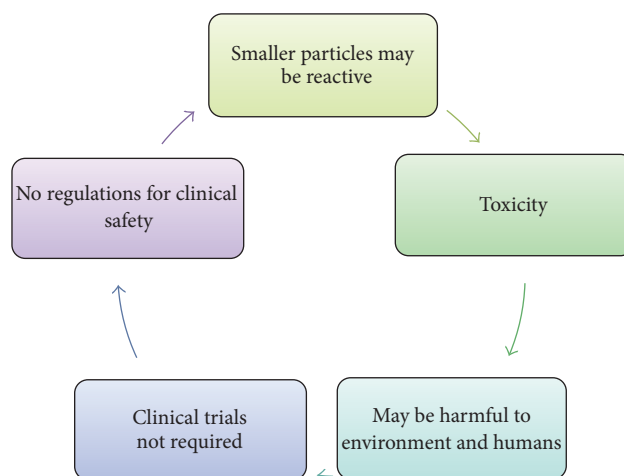 Smaller particles may
be reactive
Toxicity
May be harmful to
environment and humans
Clinical trials
not required
No regulations for clinical
safety